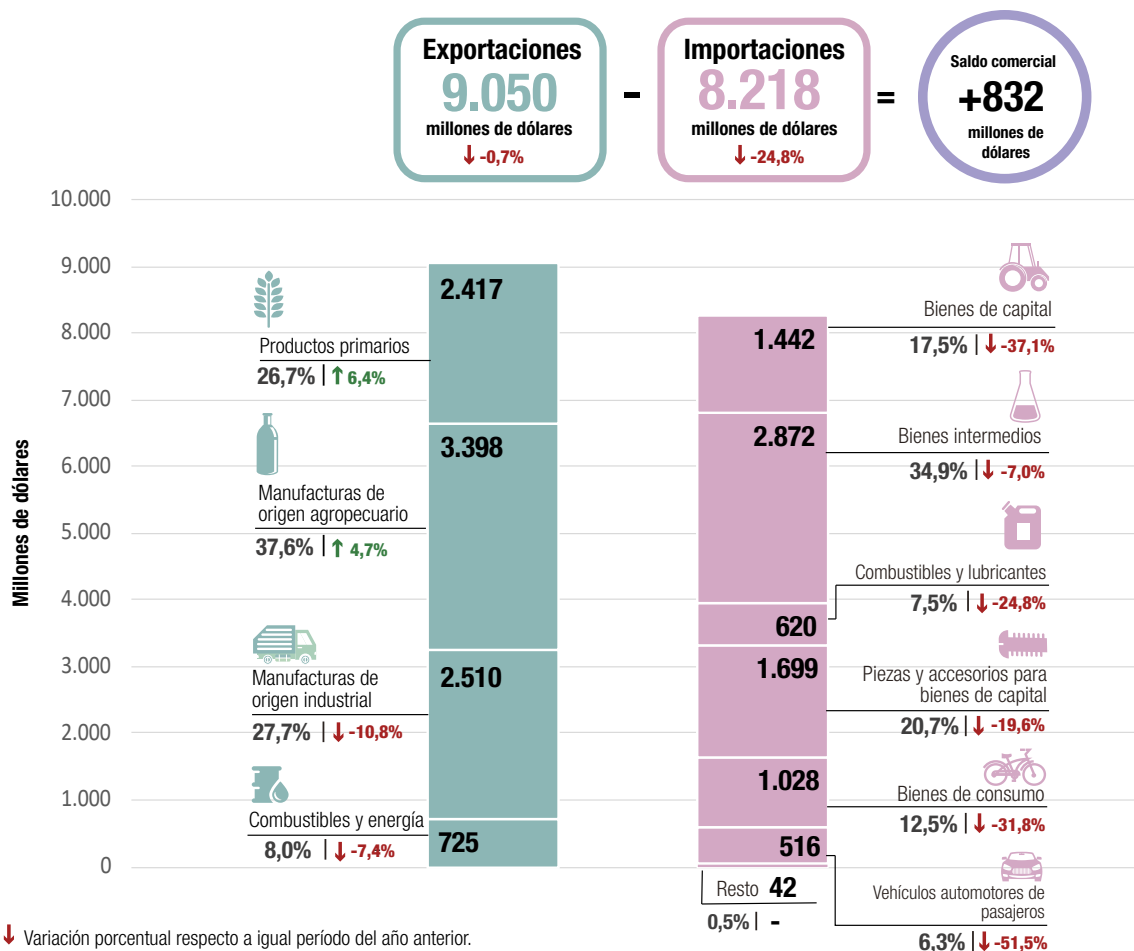 Exportaciones
9.050
millones de dólares
↓ -0,7%
-
Importaciones
8.218
millones de dólares
↓ -24,8%
=
Saldo comercial
+832
millones de
dólares
Millones de dólares
10.000
9.000
8.000
7.000
6.000
5.000
4.000
3.000
2.000
1.000
0
Productos primarios
26,7% | ↑ 6,4%
Manufacturas de
origen agropecuario
37,6% | ↑ 4,7%
Manufacturas de
origen industrial
27,7% | ↓ -10,8%
Combustibles y energía
8,0% | ↓ -7,4%
2.417
3.398
2.510
725
1.442
2.872
620
1.699
1.028
516
Resto 42
0,5% | -
Bienes de capital
17,5% | ↓ -37,1%
Bienes intermedios
34,9% | ↓ -7,0%
Combustibles y lubricantes
7,5% | ↓ -24,8%
Piezas y accesorios para
bienes de capital
20,7% | ↓ -19,6%
Bienes de consumo
12,5% | ↓ -31,8%
Vehículos automotores de
pasajeros
6,3% | ↓ -51,5%
↓ Variación porcentual respecto a igual período del año anterior.